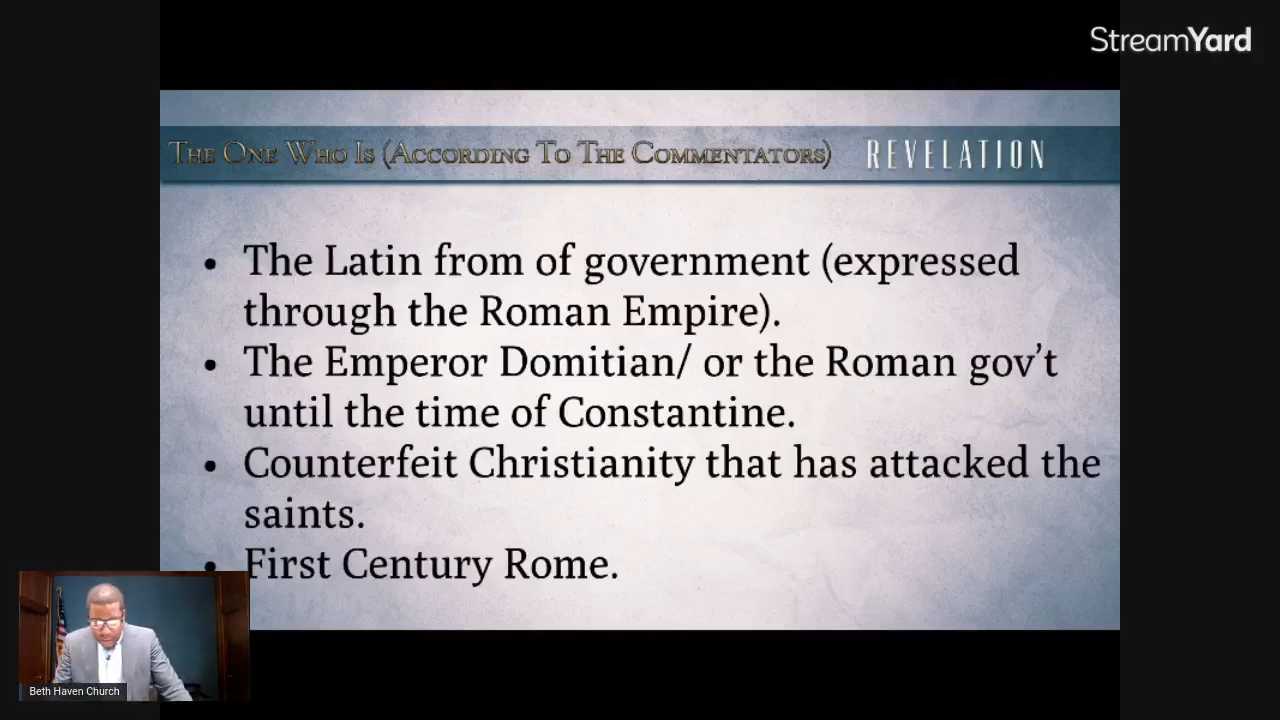 StreamYard
The One Who Is (According To The Commentators) REVELATION
• The Latin from of government (expressed
through the Roman Empire).
• The Emperor Domitian/ or the Roman gov’t
until the time of Constantine.
• Counterfeit Christianity that has attacked the
saints.
• First Century Rome.
Beth Haven Church